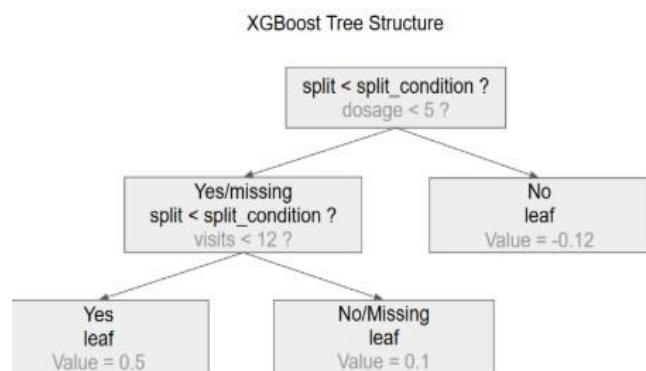 XGBoost Tree Structure
split < split_condition ?
dosage < 5 ?
Yes/missing
split < split_condition ?
visits < 12 ?
No
leaf
Value = -0.12
Yes
leaf
Value = 0.5
No/Missing
leaf
Value = 0.1